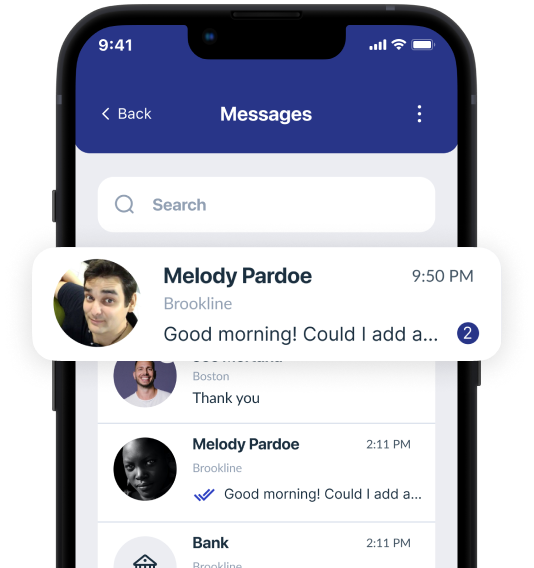 9:41
Back
Messages
Search
Melody Pardoe
9:50 PM
Brookline
Good morning! Could I add a...
2
Boston
Thank you
Melody Pardoe
2:11 PM
Brookline
Good morning! Could I add a...
Bank
2:11 PM
Brookline